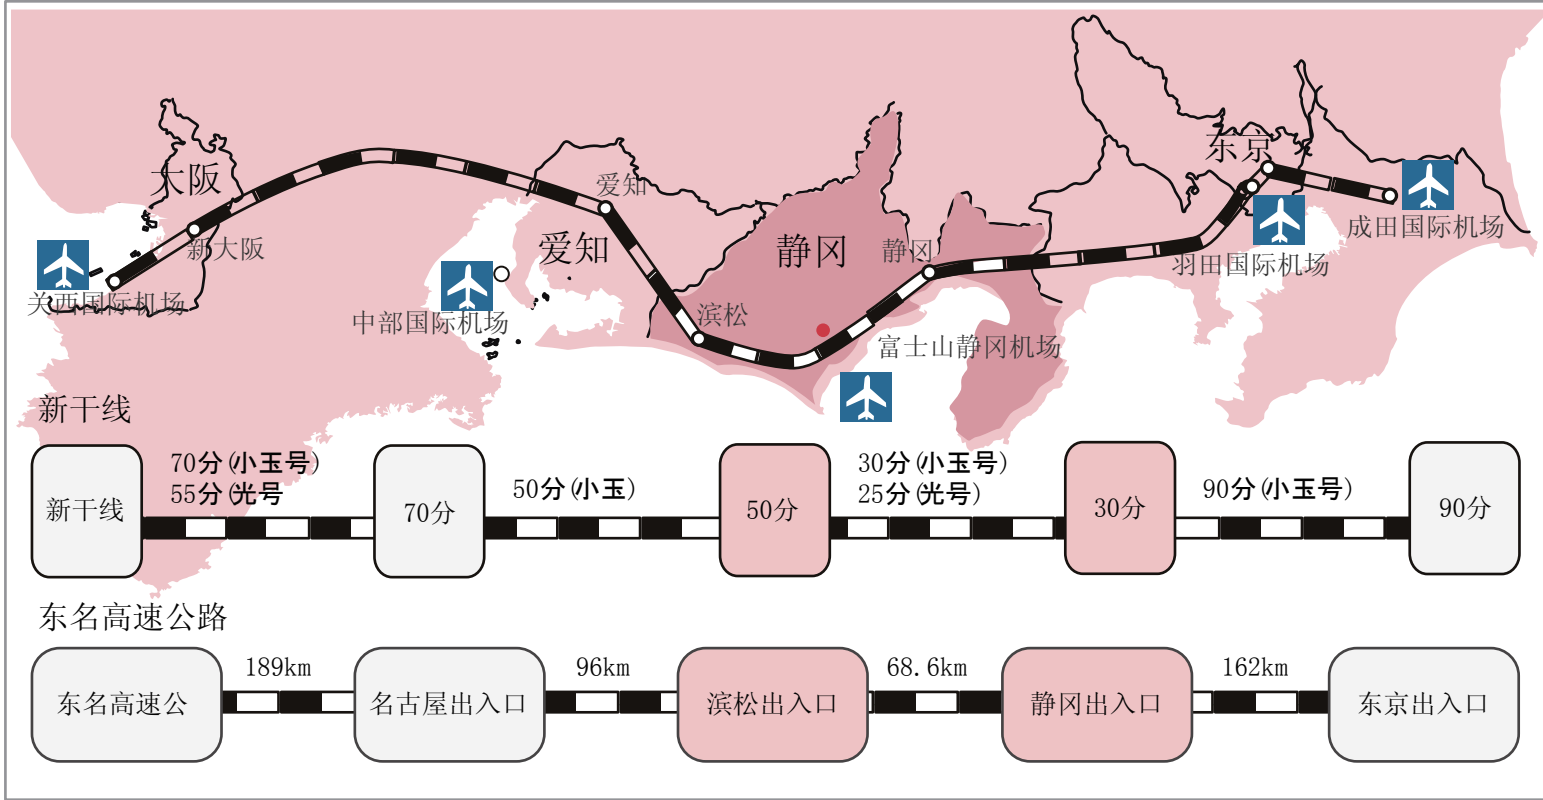 东京
大阪
爱知
成田国际机场
爱知
静冈
静冈
新大阪
羽田国际机场
关西国际机场
中部国际机场
滨松
富士山静冈机场
新干线
新干线
70分(小玉号)
55分(光号
70分
50分(小玉)
50分
30分(小玉号)
25分(光号)
30分
90分(小玉号)
90分
东名高速公路
东名高速公
189km
名古屋出入口
96km
滨松出入口
68.6km
静冈出入口
162km
东京出入口